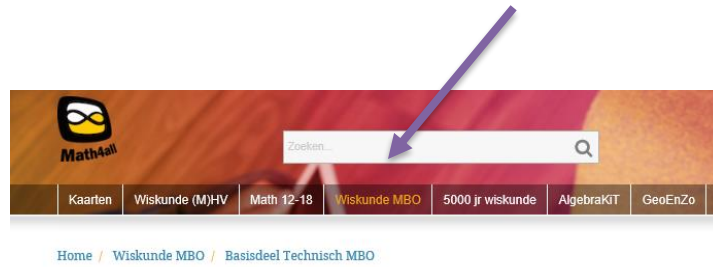 Zoeken...
Math4all
Kaarten Wiskunde (M)HV Math 12-18 Wiskunde MBO 5000 jr wiskunde AlgebraKiT GeoEnZo
Home / Wiskunde MBO / Basisdeel Technisch MBO